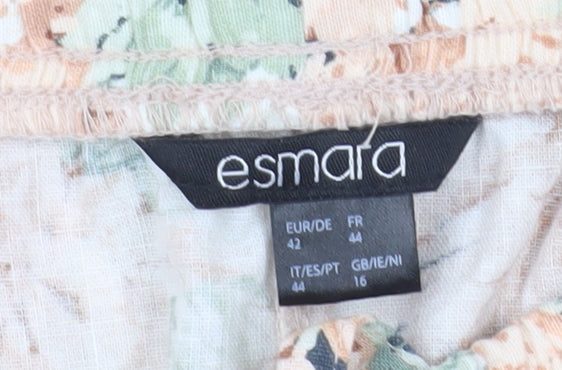 esmara
EUR/DE FR
42 44
IT/ES/PT GB/IE/NI
44 16